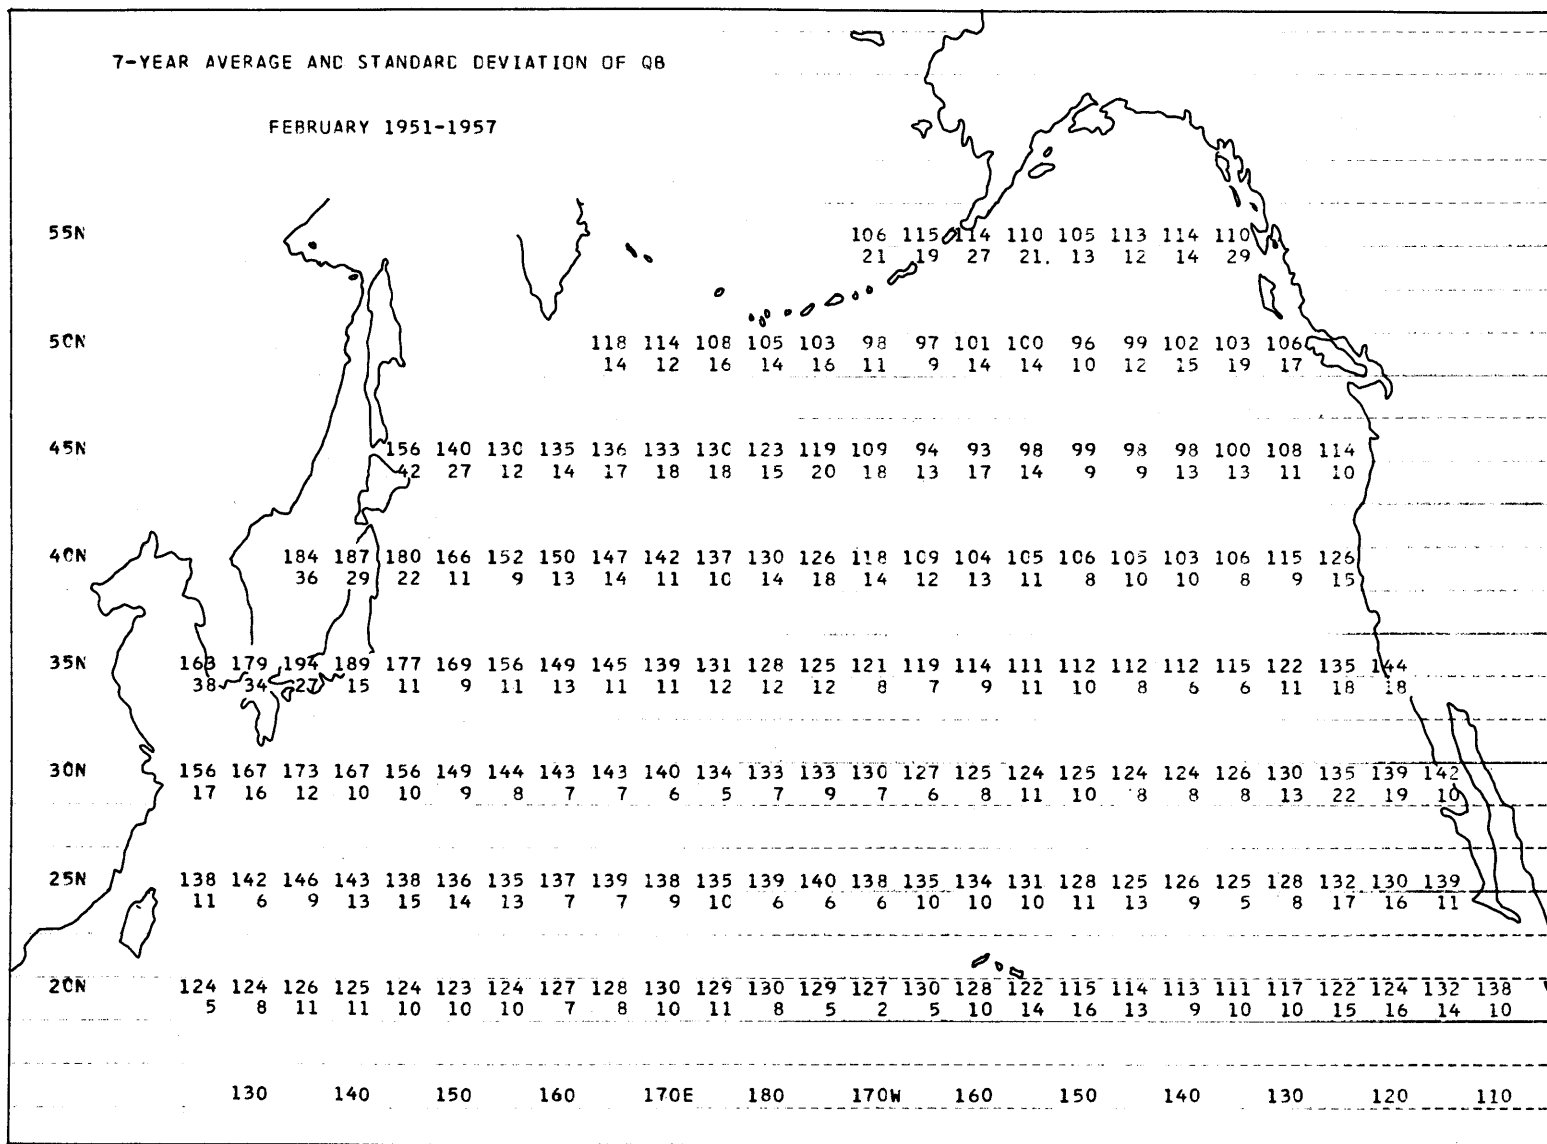 7-YEAR AVERAGE AND STANDARD DEVIATION OF QB
FEBRUARY 1951-1957
55N 106 115 114 110 105 113 114 110
21 19 27 21. 13 12 14 29
50N 118 114 108 105 103 98 97 101 100 96 99 102 103 106
14 12 16 14 16 11 9 14 14 10 12 15 19 17
45N 156 140 130 135 136 133 130 123 119 109 94 93 98 99 98 98 100 108 114
42 27 12 14 17 18 18 15 20 18 13 17 14 9 9 13 13 11 10
40N 184 187 180 166 152 150 147 142 137 130 126 118 109 104 105 106 105 103 106 115 126
36 29 22 11 9 13 14 11 10 14 18 14 12 13 11 8 10 10 8 9 15
35N 163 179 194 189 177 169 156 149 145 139 131 128 125 121 119 114 111 112 112 112 115 122 135 144
38 34 27 15 11 9 11 13 11 11 12 12 12 8 7 9 11 10 8 6 6 11 18 18
30N 156 167 173 167 156 149 144 143 143 140 134 133 133 130 127 125 124 125 124 124 126 130 135 139 142
17 16 12 10 10 9 8 7 7 6 5 7 9 7 6 8 11 10 8 8 8 13 22 19 10
25N 138 142 146 143 138 136 135 137 139 138 135 139 140 138 135 134 131 128 125 126 125 128 132 130 139
11 6 9 13 15 14 13 7 7 9 10 6 6 6 10 10 10 11 13 9 5 8 17 16 11
20N 124 124 126 125 124 123 124 127 128 130 129 130 129 127 130 128 122 115 114 113 111 117 122 124 132 138
5 8 11 11 10 10 10 7 8 10 11 8 5 2 5 10 14 16 13 9 10 10 15 16 14 10
130 140 150 160 170E 180 170W 160 150 140 130 120 110